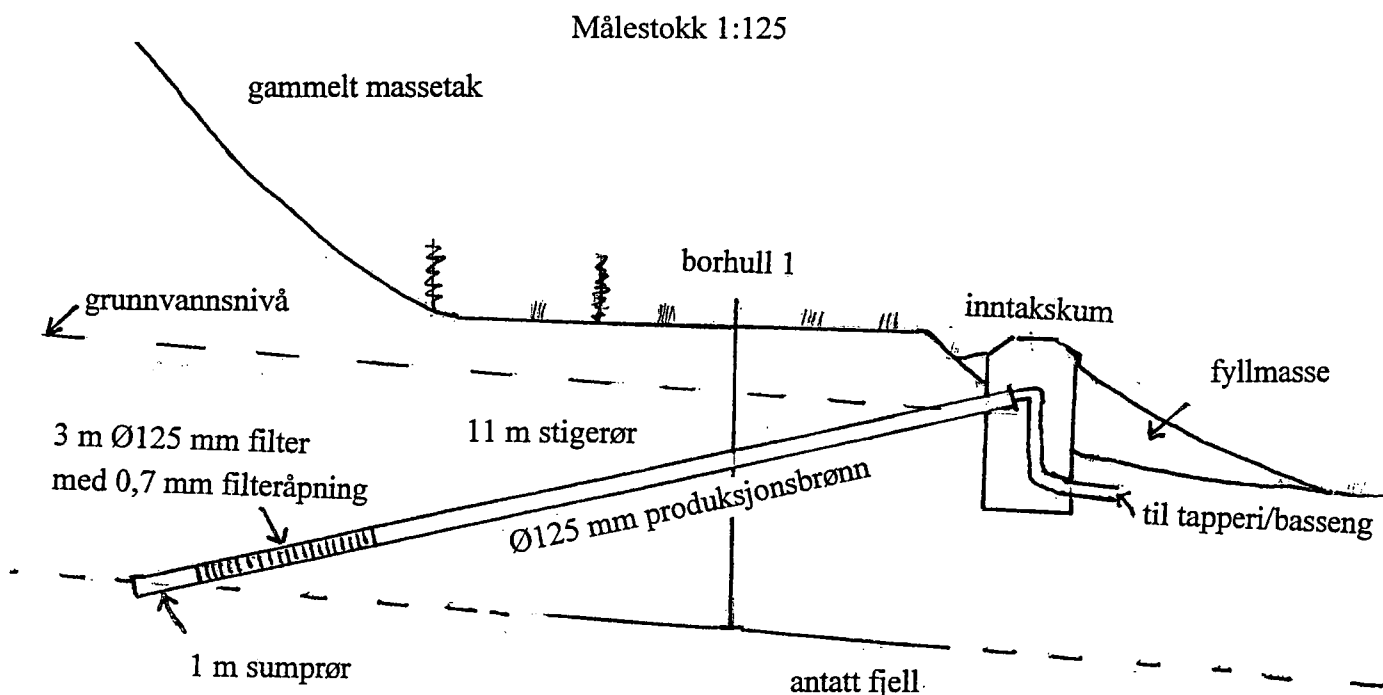 Målestokk 1:125
gammelt massetak
borhull 1
grunnvannsnivå
inntakskum
fyllmasse
3 m Ø125 mm filter
med 0,7 mm filteråpning
11 m stigerør
Ø125 mm produksjonsbrønn
til tapperi/basseng
1 m sumprør
antatt fjell